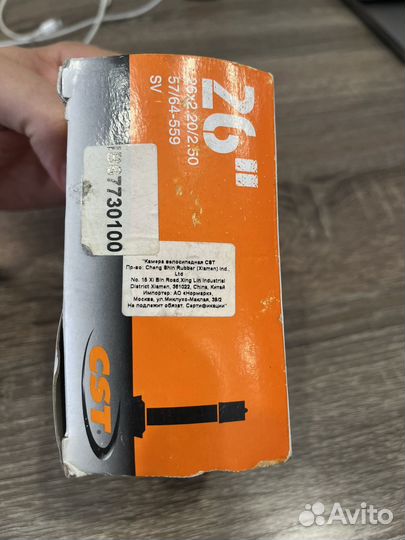 26"
26x2.20/2.50
57/64-559
SV
307730100
"Камера велосипедная CST
Пр-во: Cheng Shin Rubber (Xiamen) Ind.
Ltd
No. 15 Xi Bin Road,Xing Lin Industrial
District Xiamen, 361022, China, Китай
Импортер: АО «Нормарк»,
Москва, ул.Миклухо-Маклая, 36/2
Не подлежит обязат. Сертификации"
CST
Avito